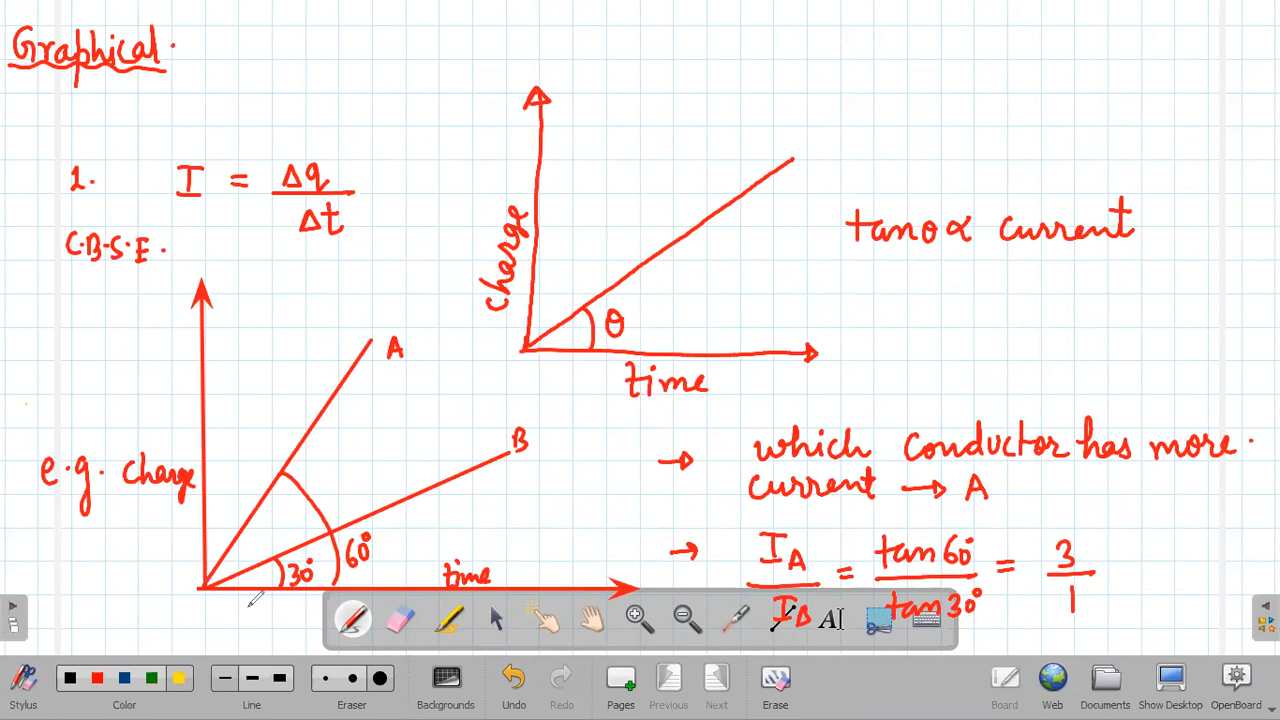 Graphical.
1. I = Δq / Δt
C.B.S.E.
charge
θ
time
tanθ ∝ current
e.g. charge
A
B
30°
60°
time
→ which conductor has more.
current → A
→ I_A / I_B = tan60° / tan30° = 3 / 1
Stylus
Color
Line
Eraser
Backgrounds
Undo
Redo
Pages
Previous
Next
Erase
Board
Web
Documents
Show Desktop
OpenBoard